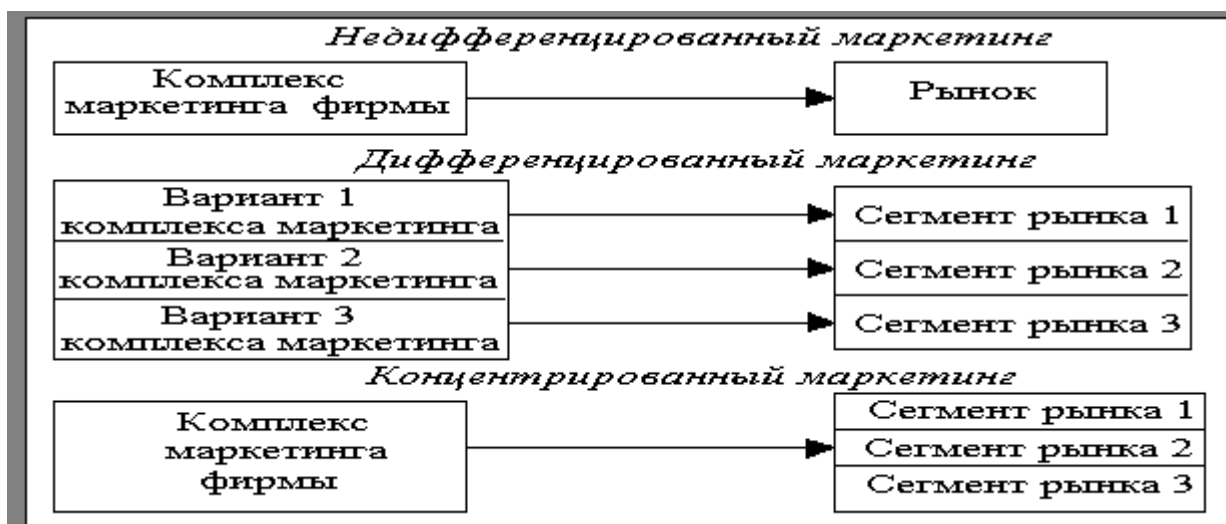 Недифференцированный маркетинг
Комплекс
маркетинга фирмы
Рынок
Дифференцированный маркетинг
Вариант 1
комплекса маркетинга
Сегмент рынка 1
Вариант 2
комплекса маркетинга
Сегмент рынка 2
Вариант 3
комплекса маркетинга
Сегмент рынка 3
Концентрированный маркетинг
Комплекс
маркетинга
фирмы
Сегмент рынка 1
Сегмент рынка 2
Сегмент рынка 3